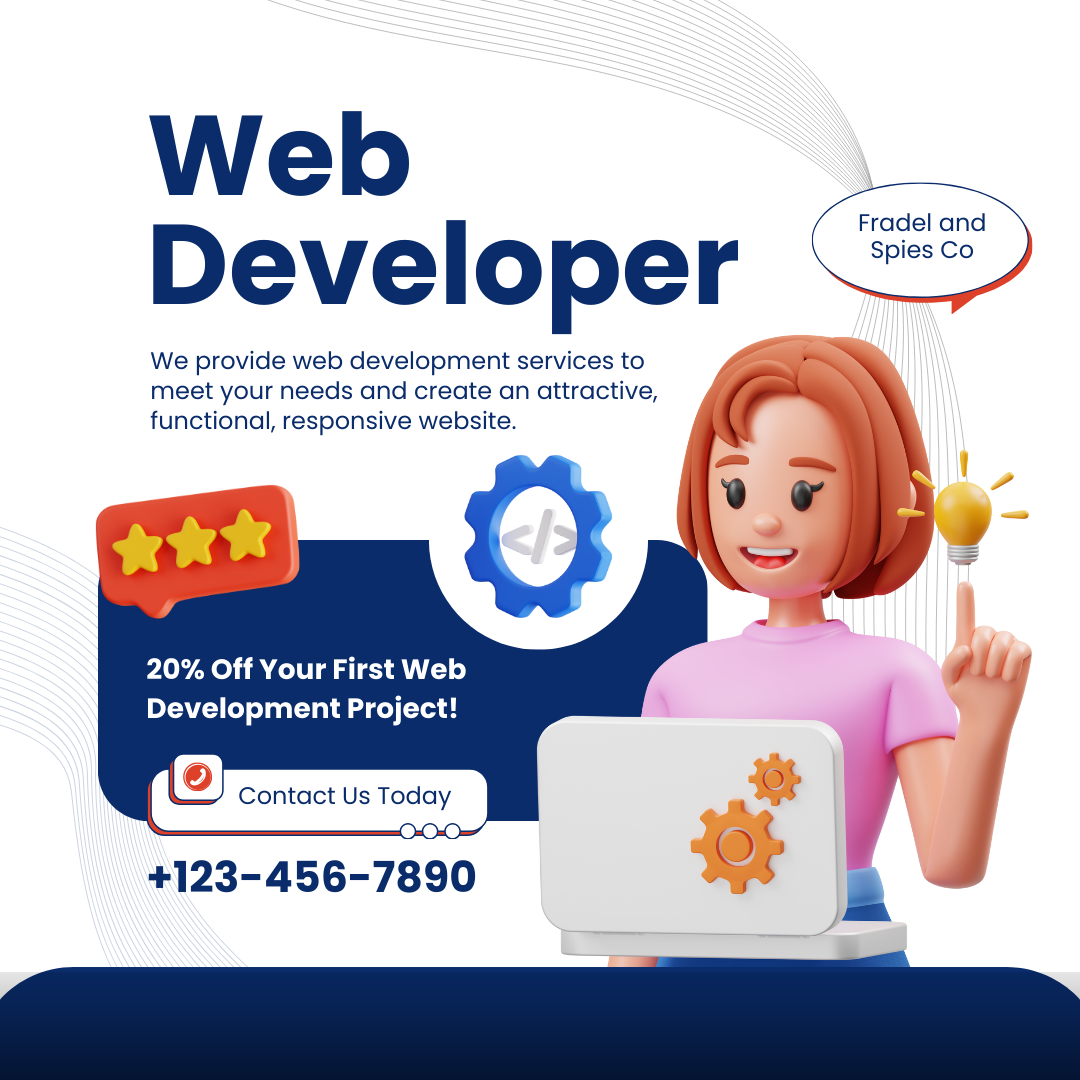 Web
Developer
Fradel and
Spies Co
We provide web development services to
meet your needs and create an attractive,
functional, responsive website.
</>
20% Off Your First Web
Development Project!
Contact Us Today
+123-456-7890